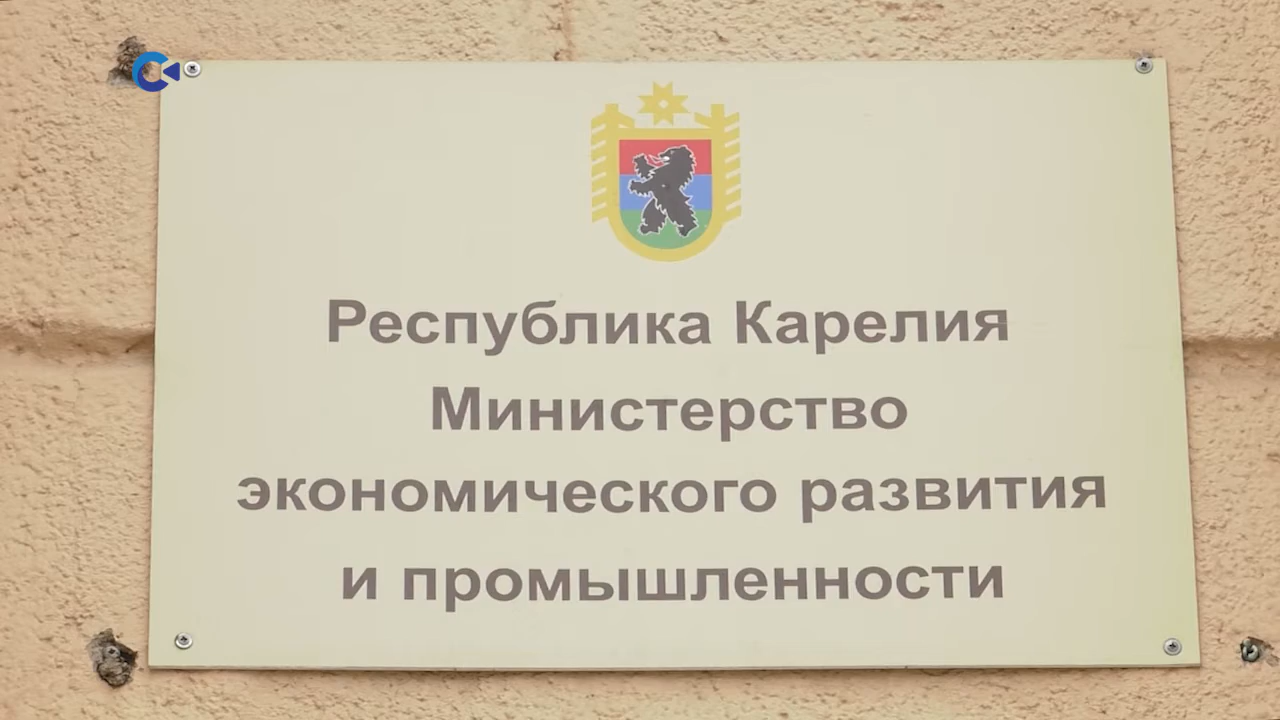 Республика Карелия
Министерство
экономического развития
и промышленности